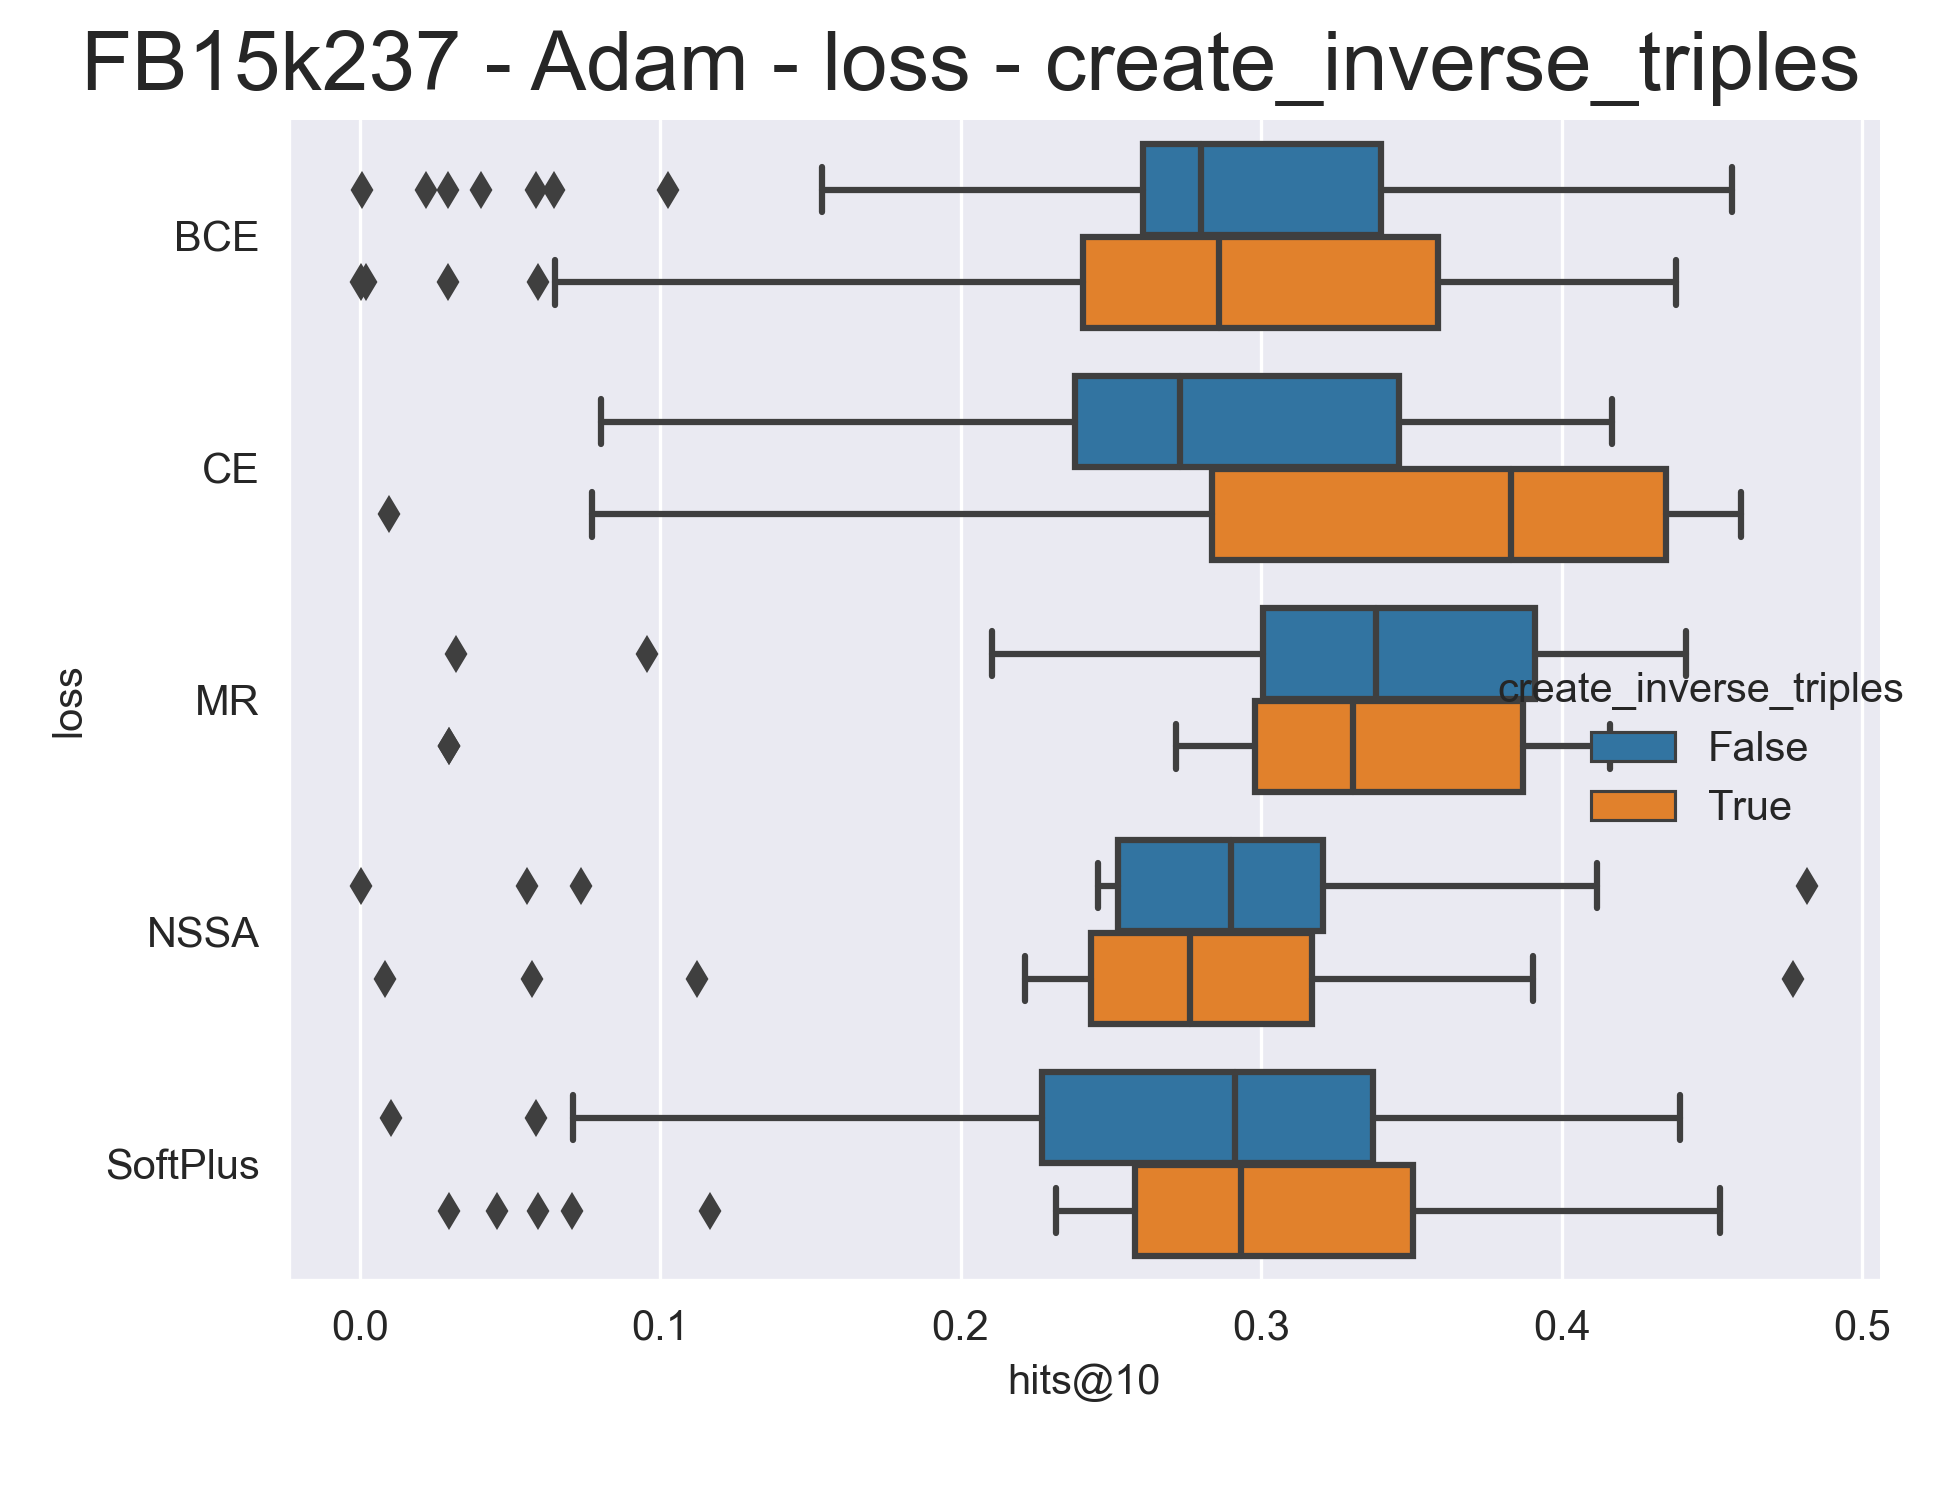 FB15k237 - Adam - loss - create_inverse_triples
BCE
CE
MR
NSSA
SoftPlus
loss
create_inverse_triples
False
True
0.0 0.1 0.2 0.3 0.4 0.5
hits@10